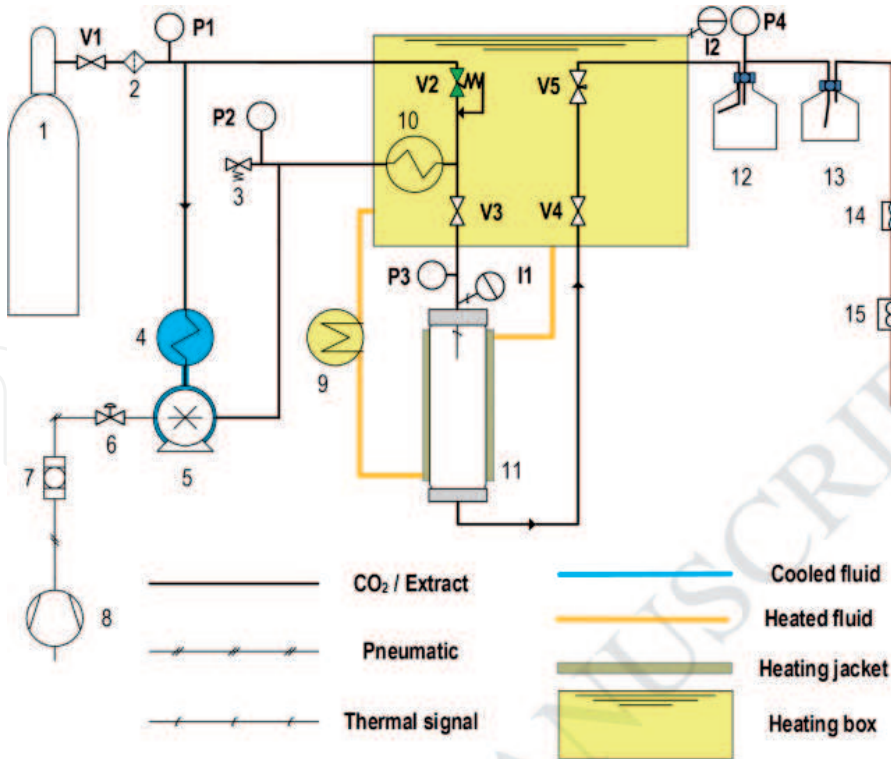 V1
P1
2
1
P2
3
10
V2
V5
I2
P4
12
13
V3
V4
14
P3
I1
15
4
9
6
5
11
7
8
CO₂ / Extract
Pneumatic
Thermal signal
Cooled fluid
Heated fluid
Heating jacket
Heating box